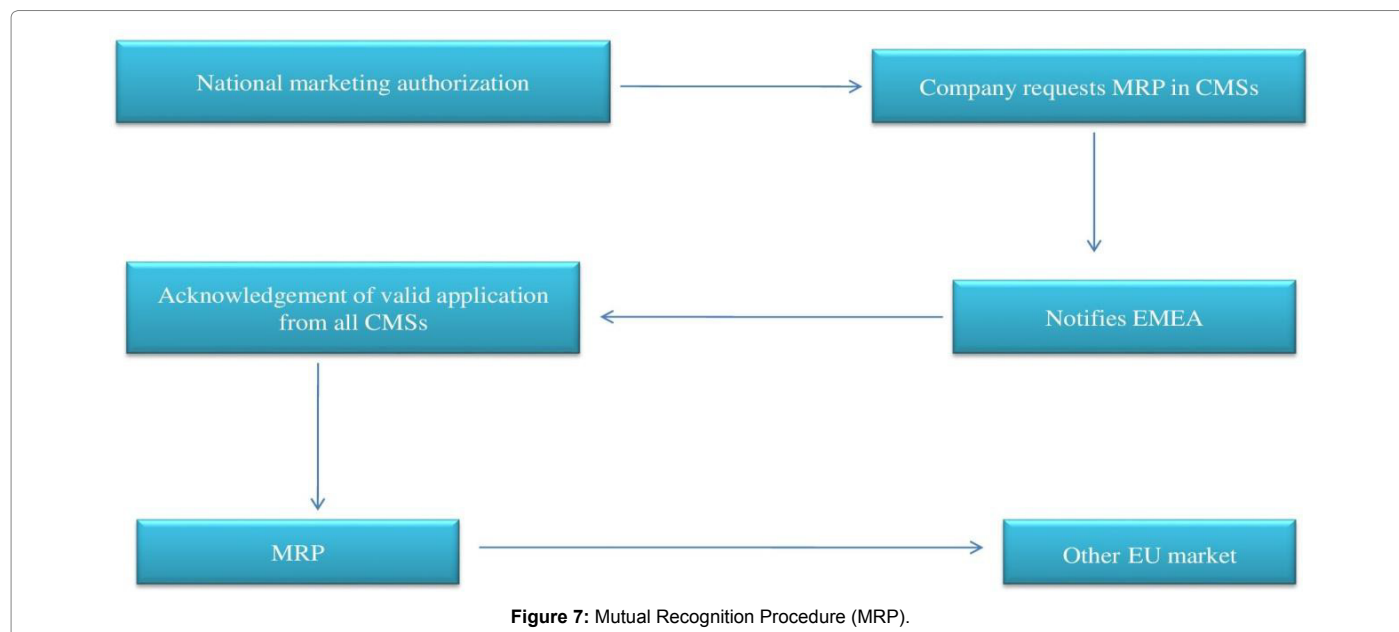 National marketing authorization
Company requests MRP in CMSs
Notifies EMEA
Acknowledgement of valid application
from all CMSs
MRP
Other EU market
Figure 7: Mutual Recognition Procedure (MRP).